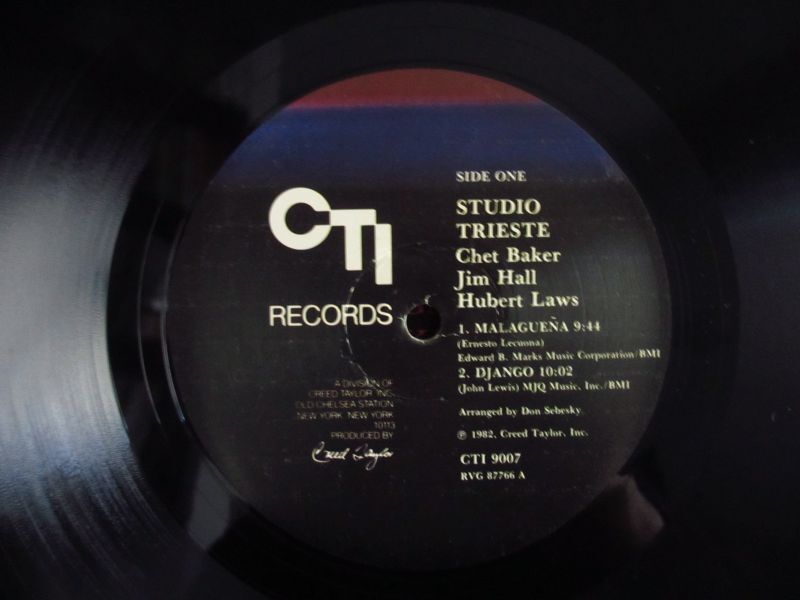 CTI
RECORDS
A DIVISION OF
CREED TAYLOR, INC.
OLD CHELSEA STATION
NEW YORK, NEW YORK
10113
PRODUCED BY
Creed Taylor
SIDE ONE
STUDIO
TRIESTE
Chet Baker
Jim Hall
Hubert Laws
1. MALAGUEÑA 9:44
(Ernesto Lecuona)
Edward B. Marks Music Corporation/BMI
2. DJANGO 10:02
(John Lewis) MJQ Music, Inc./BMI
Arranged by Don Sebesky.
℗ 1982, Creed Taylor, Inc.
CTI 9007
RVG 87766 A